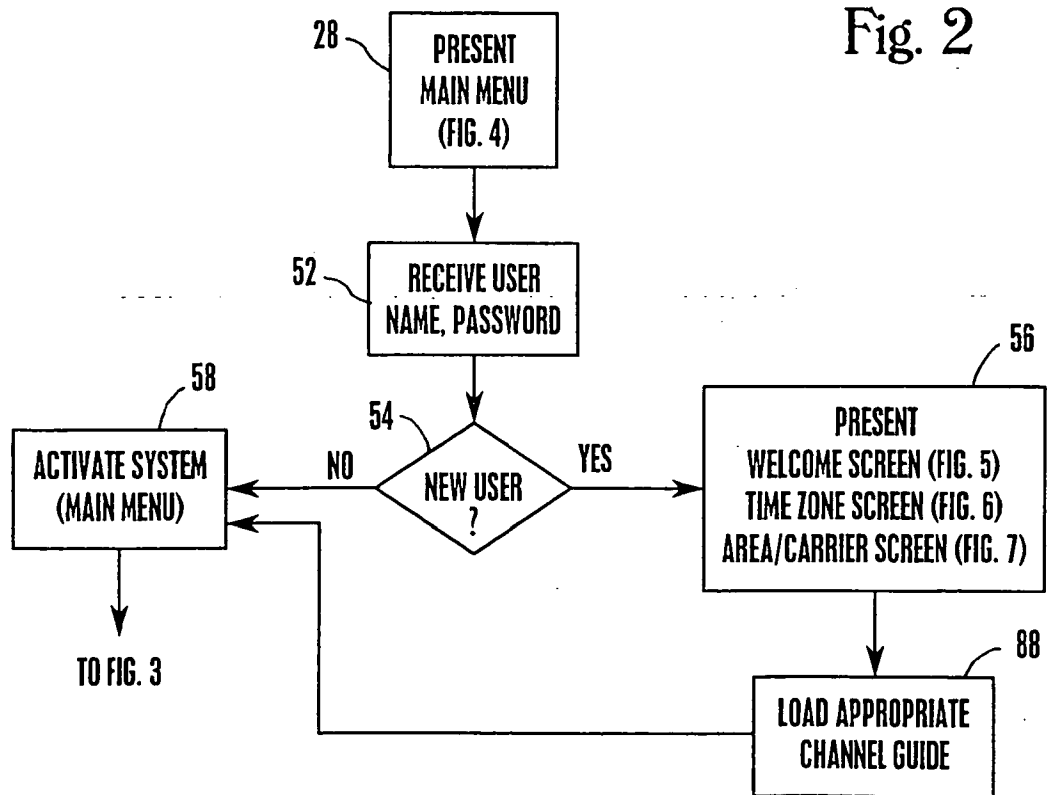 Fig. 2
28
PRESENT
MAIN MENU
(FIG. 4)
52
RECEIVE USER
NAME, PASSWORD
56
58
54
ACTIVATE SYSTEM
(MAIN MENU)
NO
NEW USER
?
YES
PRESENT
WELCOME SCREEN (FIG. 5)
TIME ZONE SCREEN (FIG. 6)
AREA/CARRIER SCREEN (FIG. 7)
TO FIG. 3
88
LOAD APPROPRIATE
CHANNEL GUIDE